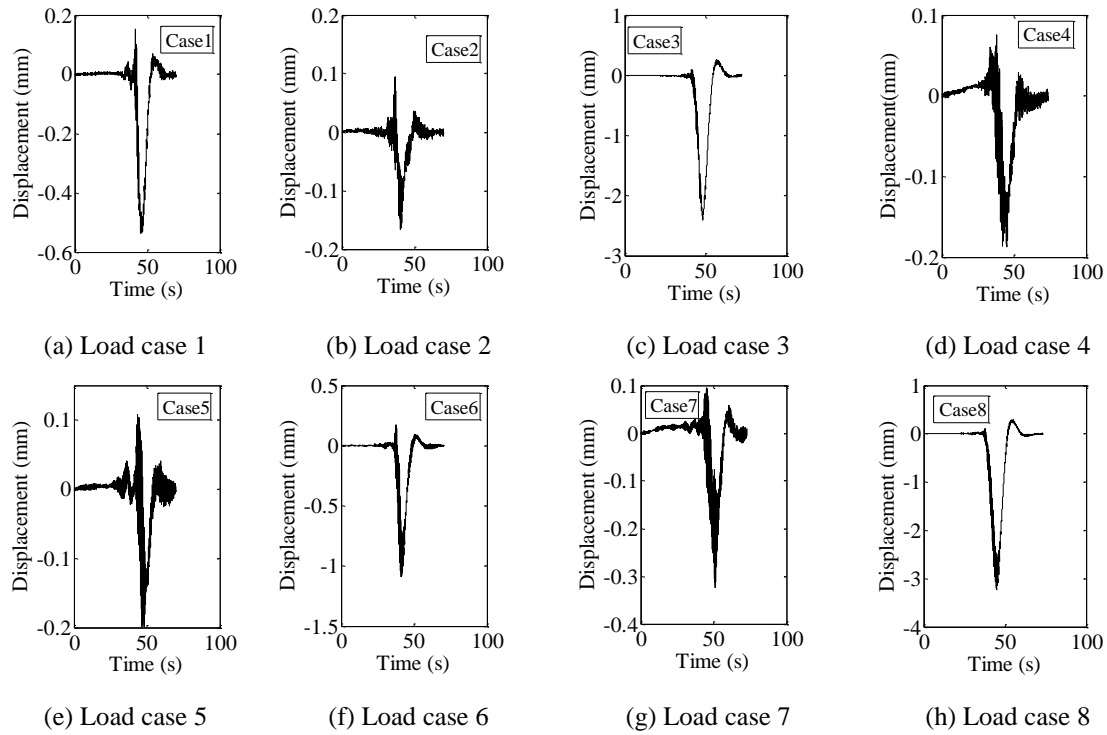 0.2
0
-0.2
-0.4
-0.6
0
50
100
Displacement (mm)
Time (s)
Case1
(a) Load case 1
0.2
0.1
0
-0.1
-0.2
0
50
100
Displacement (mm)
Time (s)
Case2
(b) Load case 2
1
0
-1
-2
-3
0
50
100
Displacement (mm)
Time (s)
Case3
(c) Load case 3
0.1
0
-0.1
-0.2
0
50
100
Displacement(mm)
Time (s)
Case4
(d) Load case 4
0.1
0
-0.1
-0.2
0
50
100
Displacement (mm)
Time (s)
Case5
(e) Load case 5
0.5
0
-0.5
-1
-1.5
0
50
100
Displacement (mm)
Time (s)
Case6
(f) Load case 6
0.1
0
-0.1
-0.2
-0.3
-0.4
0
50
100
Displacement (mm)
Time (s)
Case7
(g) Load case 7
1
0
-1
-2
-3
-4
0
50
100
Displacement (mm)
Time (s)
Case8
(h) Load case 8